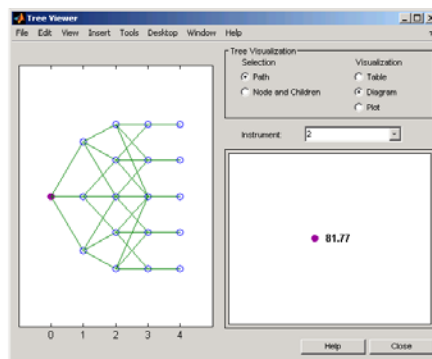 Tree Viewer
File Edit View Insert Tools Desktop Window Help
Tree Visualization
Selection
Visualization
Path
Table
Node and Children
Diagram
Plot
Instrument:
2
81.77
0 1 2 3 4
Help
Close